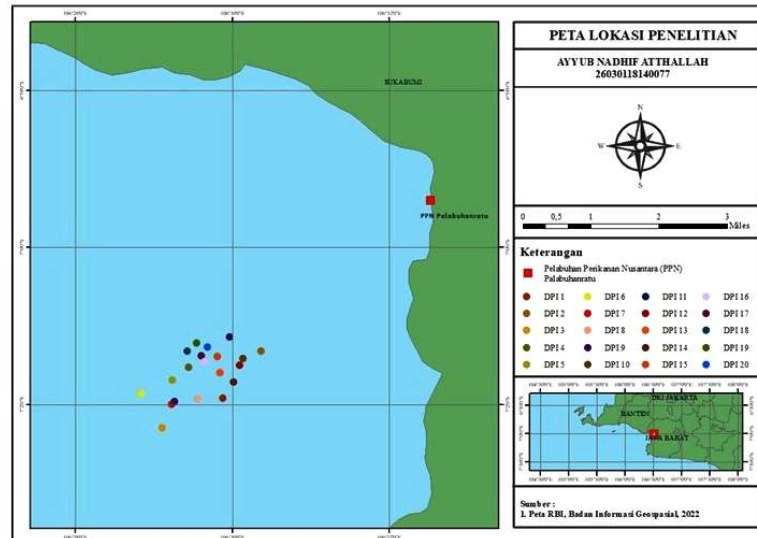 SUKABUMI
PPN Palabuhanratu
PETA LOKASI PENELITIAN
AYYUB NADHIF ATTHALLAH
26030118140077
N
W
E
S
0 0,5 1 2 3
Miles
Keterangan
Pelabuhan Perikanan Nusantara (PPN)
Palabuhanratu
DPI 1 DPI 6 DPI 11 DPI 16
DPI 2 DPI 7 DPI 12 DPI 17
DPI 3 DPI 8 DPI 13 DPI 18
DPI 4 DPI 9 DPI 14 DPI 19
DPI 5 DPI 10 DPI 15 DPI 20
DKI JAKARTA
BANTEN
JAWA BARAT
Sumber :
1. Peta RBI, Badan Informasi Geospasial, 2022